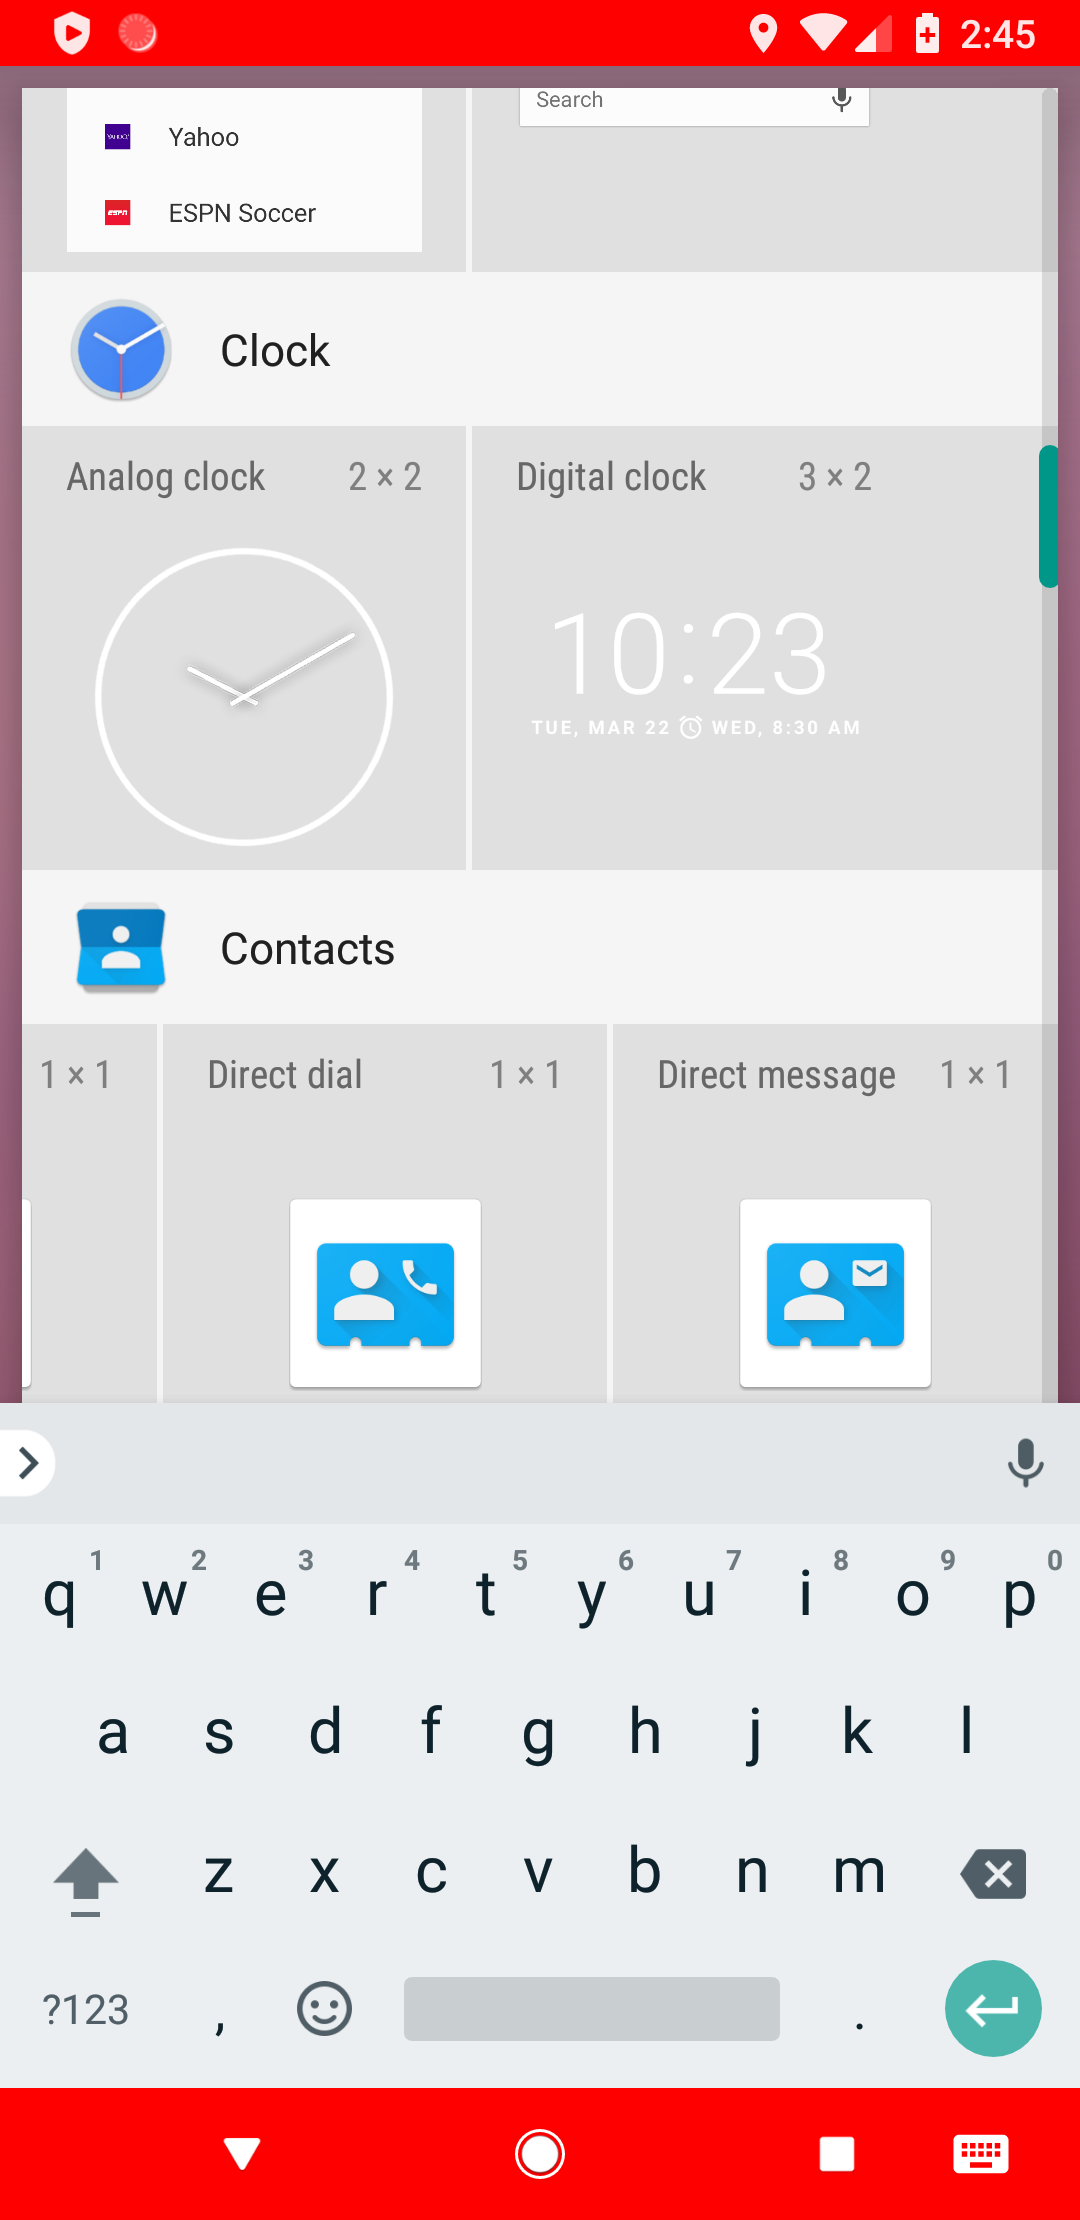 2:45
Search
YAHOO!
Yahoo
ESPN
ESPN Soccer
Clock
Analog clock 2 × 2
Digital clock 3 × 2
10:23
TUE, MAR 22 WED, 8:30 AM
Contacts
1 × 1
Direct dial 1 × 1
Direct message 1 × 1
1 2 3 4 5 6 7 8 9 0
q w e r t y u i o p
a s d f g h j k l
z x c v b n m
?123 , .